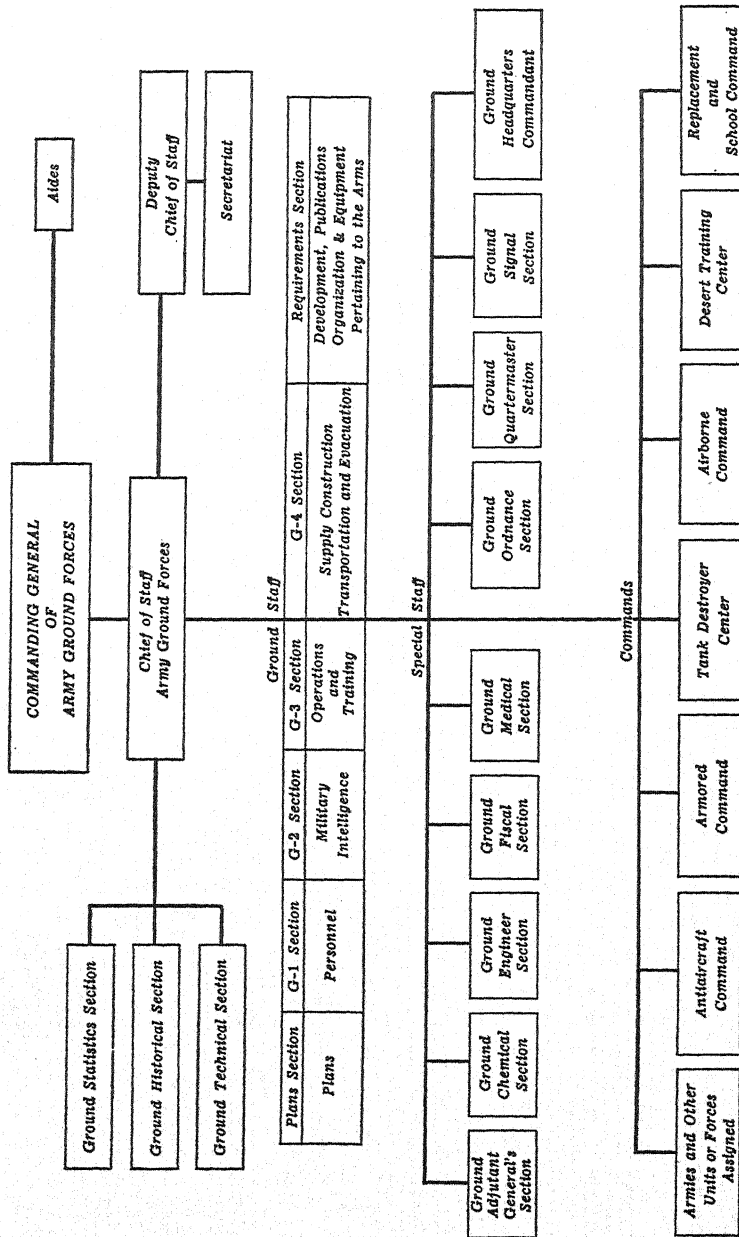 COMMANDING GENERAL
OF
ARMY GROUND FORCES
Aides
Chief of Staff
Army Ground Forces
Deputy
Chief of Staff
Secretariat
Ground Statistics Section
Ground Historical Section
Ground Technical Section
Ground Staff
Plans Section
G-1 Section
G-2 Section
G-3 Section
G-4 Section
Requirements Section
Plans
Personnel
Military
Intelligence
Operations
and
Training
Supply Construction
Transportation and Evacuation
Development, Publications
Organization & Equipment
Pertaining to the Arms
Special Staff
Ground
Adjutant
General's
Section
Ground
Chemical
Section
Ground
Engineer
Section
Ground
Fiscal
Section
Ground
Medical
Section
Ground
Ordnance
Section
Ground
Quartermaster
Section
Ground
Signal
Section
Ground
Headquarters
Commandant
Commands
Armies and Other
Units or Forces
Assigned
Antiaircraft
Command
Armored
Command
Tank Destroyer
Center
Airborne
Command
Desert Training
Center
Replacement
and
School Command